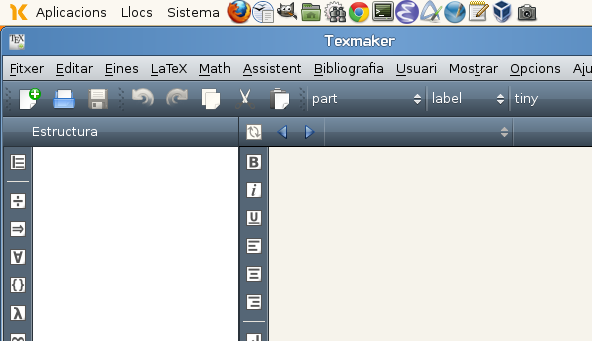 Aplicacions Llocs Sistema
Texmaker
Fitxer Editar Eines LaTeX Math Assistent Bibliografia Usuari Mostrar Opcions Aju
part label tiny
Estructura